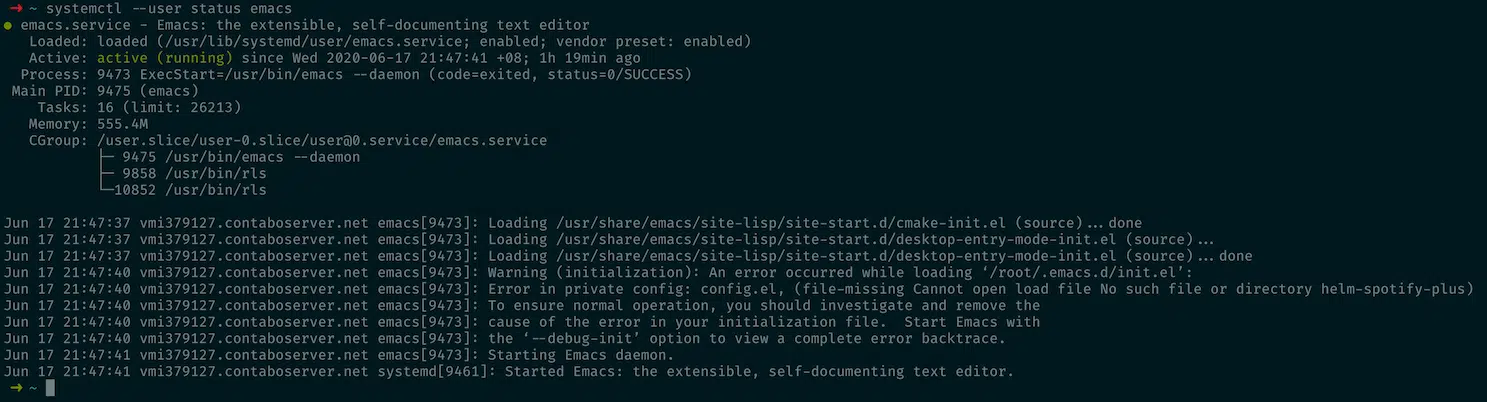 ➜ ~ systemctl --user status emacs
● emacs.service - Emacs: the extensible, self-documenting text editor
   Loaded: loaded (/usr/lib/systemd/user/emacs.service; enabled; vendor preset: enabled)
   Active: active (running) since Wed 2020-06-17 21:47:41 +08; 1h 19min ago
  Process: 9473 ExecStart=/usr/bin/emacs --daemon (code=exited, status=0/SUCCESS)
 Main PID: 9475 (emacs)
    Tasks: 16 (limit: 26213)
   Memory: 555.4M
   CGroup: /user.slice/user-0.slice/user@0.service/emacs.service
           ├─ 9475 /usr/bin/emacs --daemon
           ├─ 9858 /usr/bin/rls
           └─10852 /usr/bin/rls
Jun 17 21:47:37 vmi379127.contaboserver.net emacs[9473]: Loading /usr/share/emacs/site-lisp/site-start.d/cmake-init.el (source)...done
Jun 17 21:47:37 vmi379127.contaboserver.net emacs[9473]: Loading /usr/share/emacs/site-lisp/site-start.d/desktop-entry-mode-init.el (source)...
Jun 17 21:47:37 vmi379127.contaboserver.net emacs[9473]: Loading /usr/share/emacs/site-lisp/site-start.d/desktop-entry-mode-init.el (source)...done
Jun 17 21:47:40 vmi379127.contaboserver.net emacs[9473]: Warning (initialization): An error occurred while loading ‘/root/.emacs.d/init.el’:
Jun 17 21:47:40 vmi379127.contaboserver.net emacs[9473]: Error in private config: config.el, (file-missing Cannot open load file No such file or directory helm-spotify-plus)
Jun 17 21:47:40 vmi379127.contaboserver.net emacs[9473]: To ensure normal operation, you should investigate and remove the
Jun 17 21:47:40 vmi379127.contaboserver.net emacs[9473]: cause of the error in your initialization file.  Start Emacs with
Jun 17 21:47:40 vmi379127.contaboserver.net emacs[9473]: the ‘--debug-init’ option to view a complete error backtrace.
Jun 17 21:47:41 vmi379127.contaboserver.net emacs[9473]: Starting Emacs daemon.
Jun 17 21:47:41 vmi379127.contaboserver.net systemd[9461]: Started Emacs: the extensible, self-documenting text editor.
➜ ~